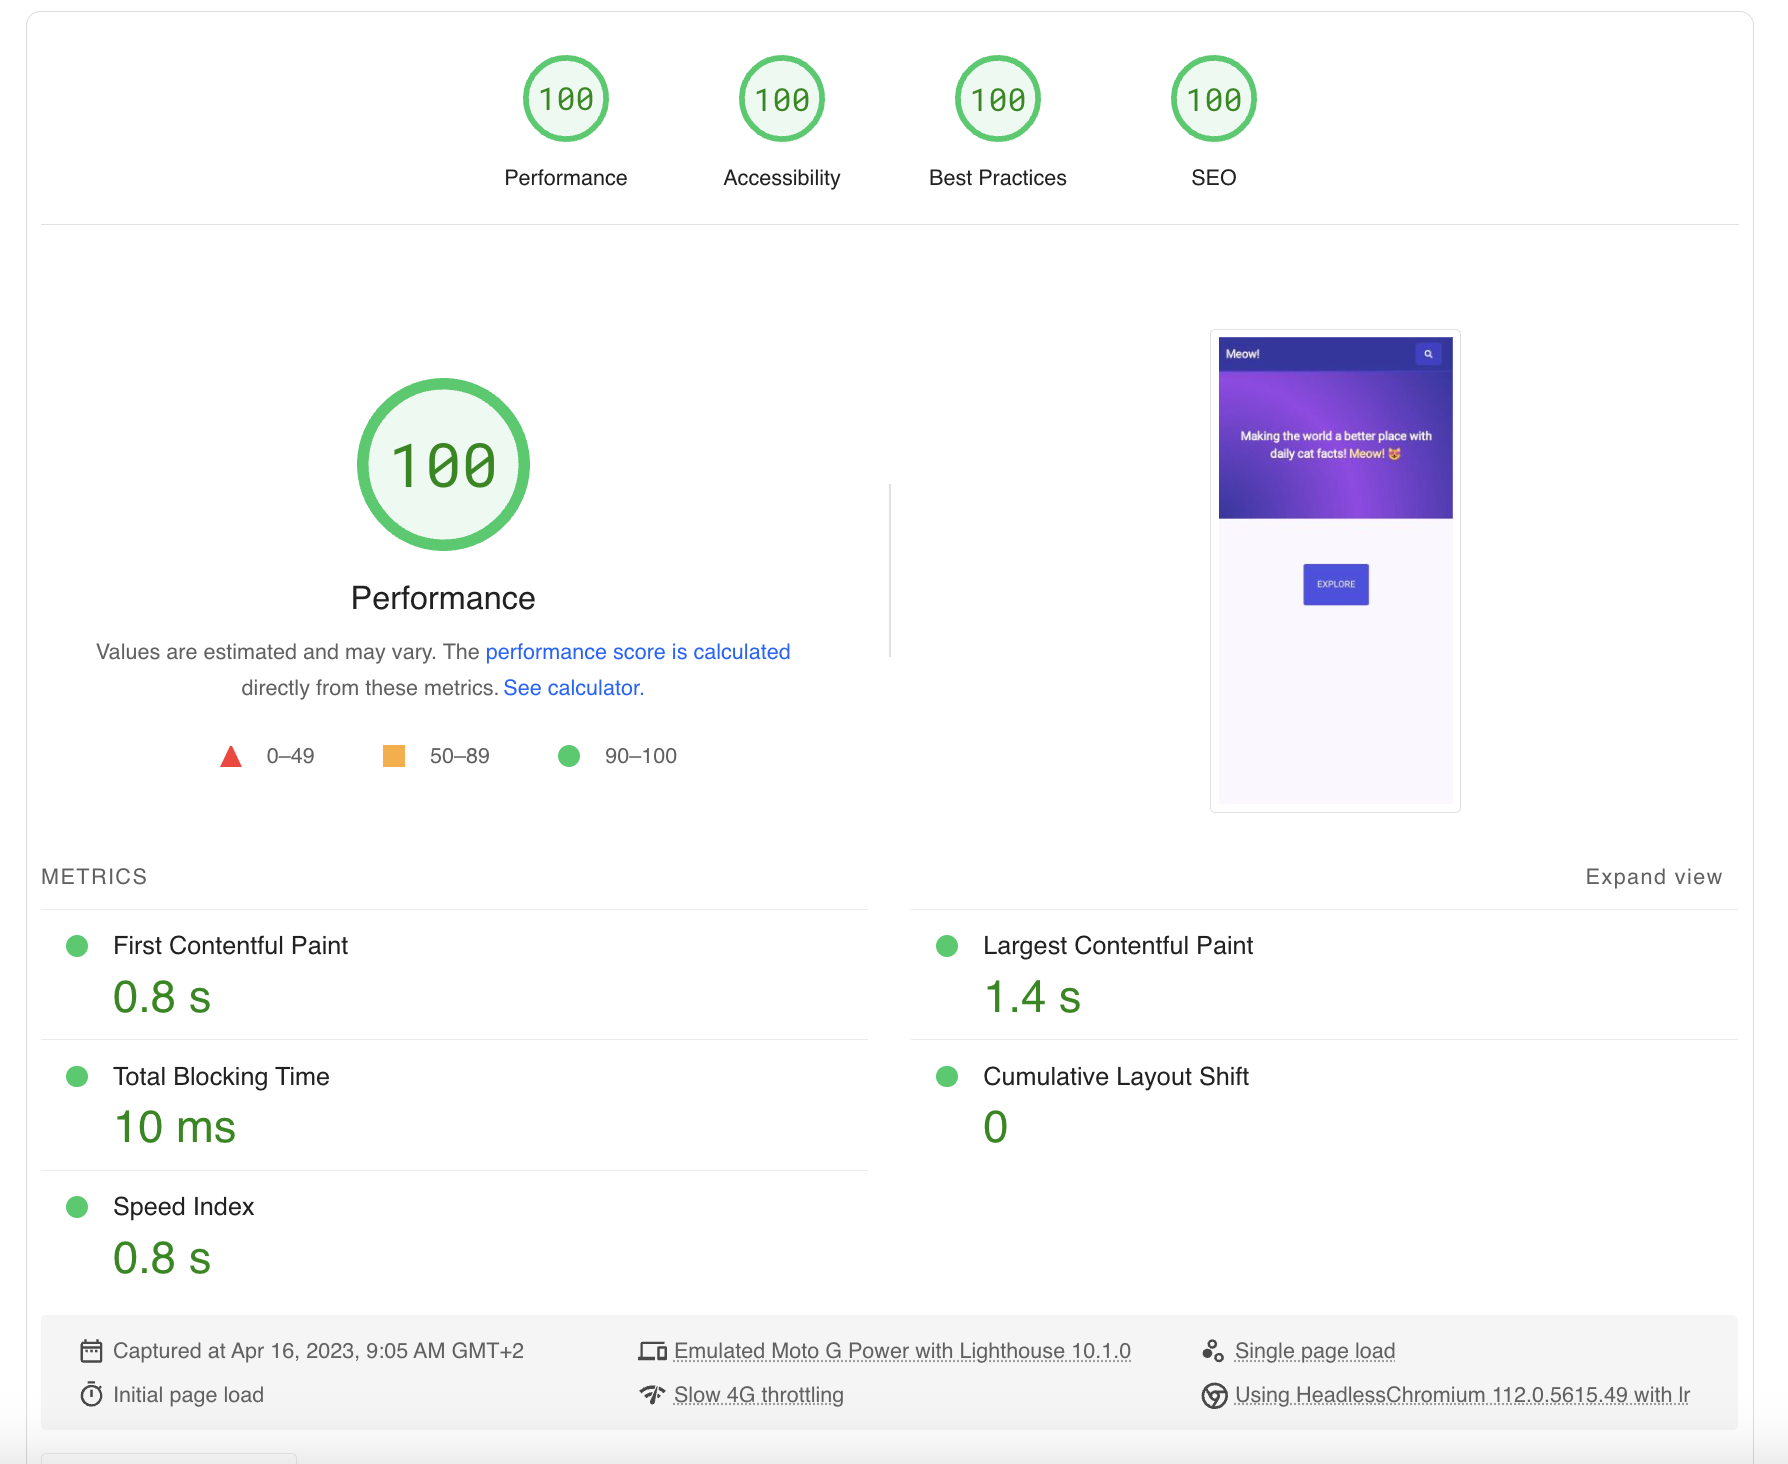 100
100
100
100
Performance
Accessibility
Best Practices
SEO
100
Performance
Values are estimated and may vary. The performance score is calculated
directly from these metrics. See calculator.
0–49
50–89
90–100
Meow!
Making the world a better place with
daily cat facts! Meow! 😻
EXPLORE
METRICS
Expand view
First Contentful Paint
0.8 s
Largest Contentful Paint
1.4 s
Total Blocking Time
10 ms
Cumulative Layout Shift
0
Speed Index
0.8 s
Captured at Apr 16, 2023, 9:05 AM GMT+2
Emulated Moto G Power with Lighthouse 10.1.0
Single page load
Initial page load
Slow 4G throttling
Using HeadlessChromium 112.0.5615.49 with lr